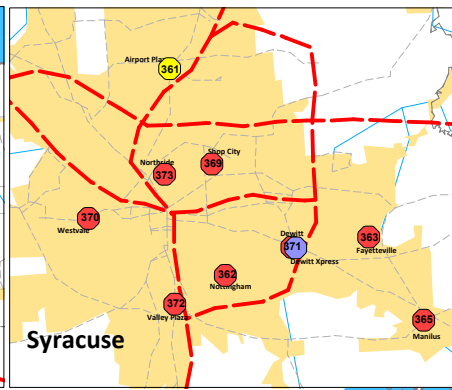 Airport Pla
361
Shop City
369
Northside
373
370
Westvale
Dewitt
371
Dewitt Xpress
363
Fayetteville
362
Nottingham
372
Valley Plaza
365
Manilus
Syracuse